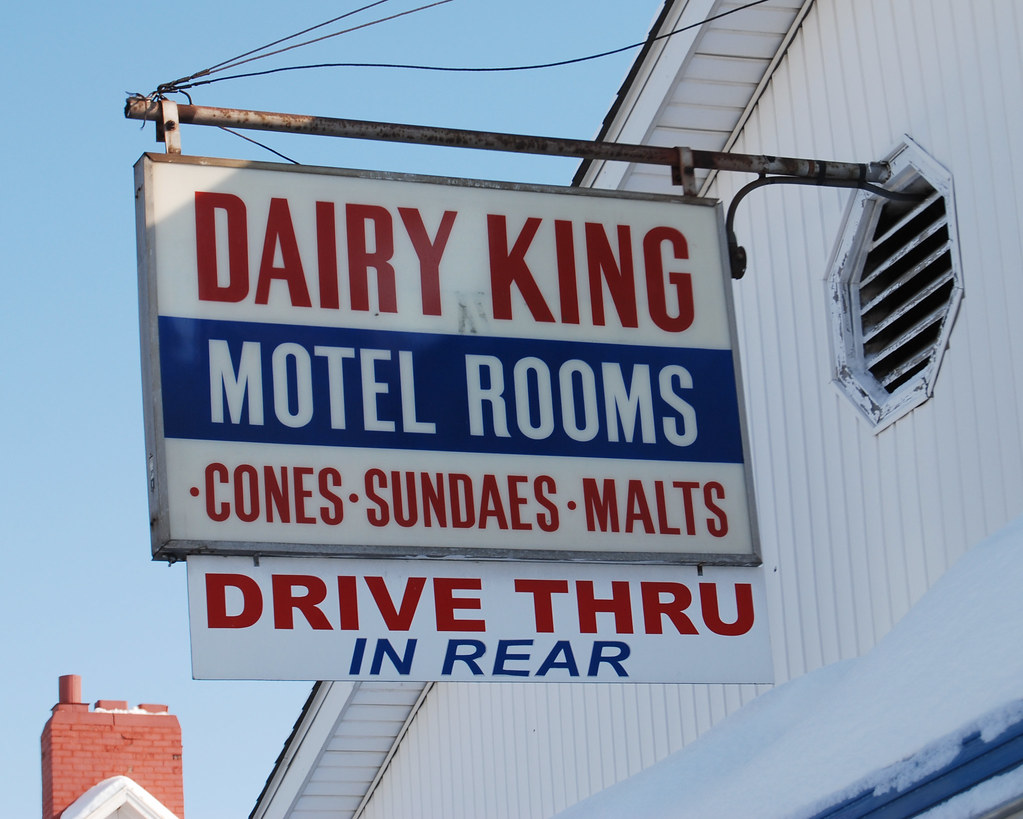 DAIRY KING
MOTEL ROOMS
·CONES·SUNDAES·MALTS
DRIVE THRU
IN REAR